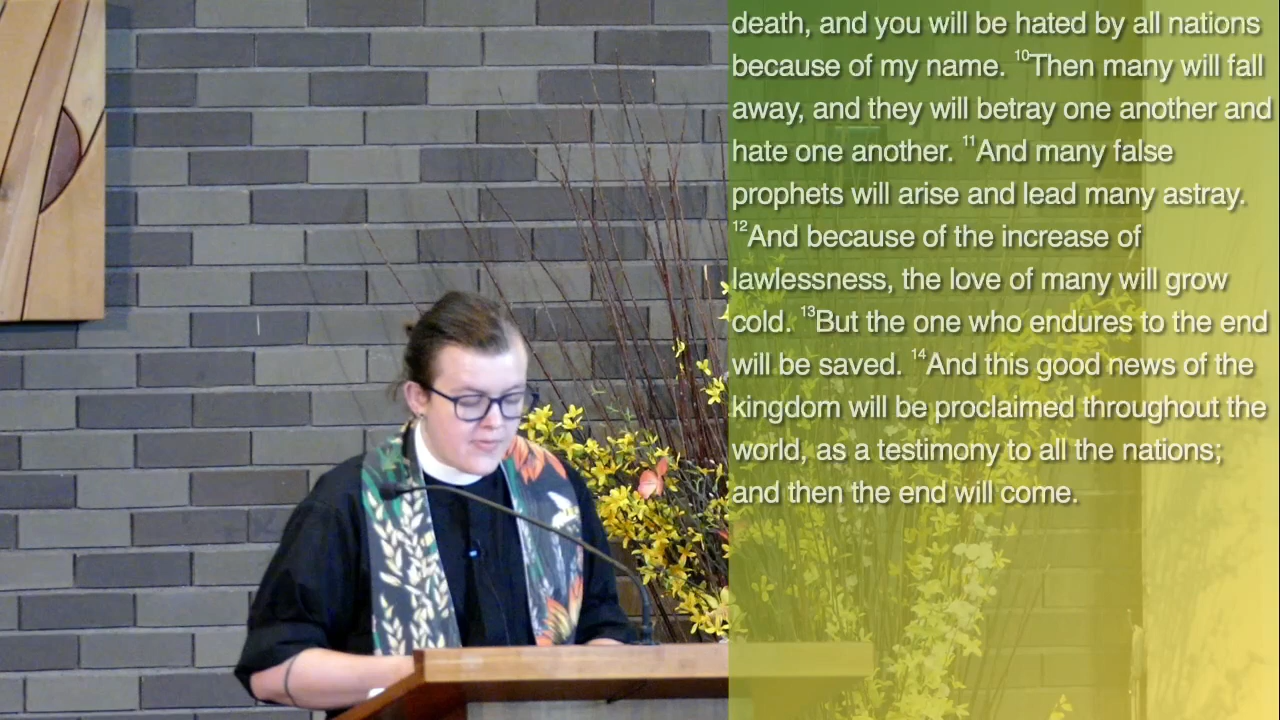 death, and you will be hated by all nations
because of my name. ¹⁰Then many will fall
away, and they will betray one another and
hate one another. ¹¹And many false
prophets will arise and lead many astray.
¹²And because of the increase of
lawlessness, the love of many will grow
cold. ¹³But the one who endures to the end
will be saved. ¹⁴And this good news of the
kingdom will be proclaimed throughout the
world, as a testimony to all the nations;
and then the end will come.